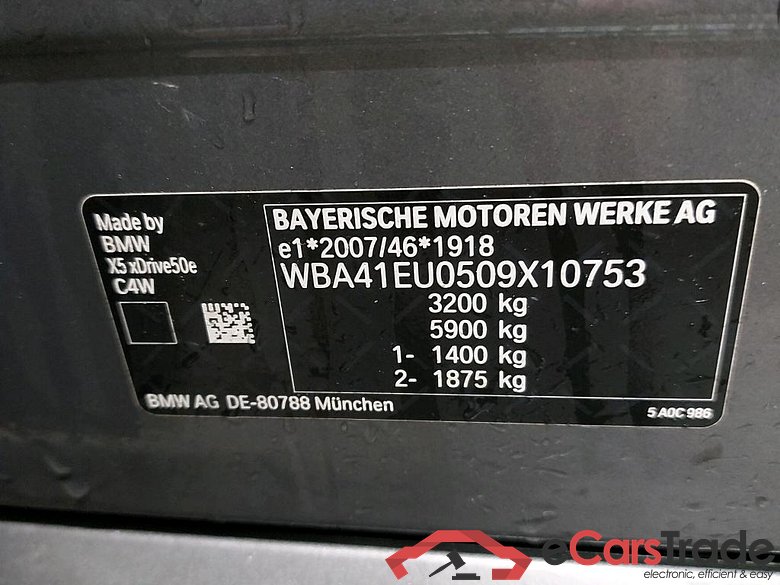 Made by
BMW
X5 xDrive50e
C4W
BAYERISCHE MOTOREN WERKE AG
e1*2007/46*1918
WBA41EU0509X10753
3200 kg
5900 kg
1- 1400 kg
2- 1875 kg
BMW AG DE-80788 München
5 A0C 986
eCarsTrade
electronic, efficient & easy